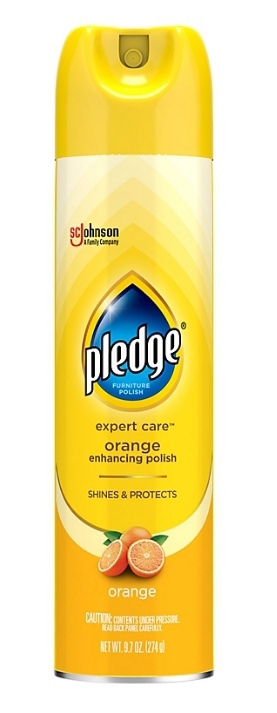 SC Johnson
A Family Company
pledge®
FURNITURE
POLISH
expert care™
orange
enhancing polish
SHINES & PROTECTS
orange
CAUTION: CONTENTS UNDER PRESSURE.
READ BACK PANEL CAREFULLY.
NET WT. 9.7 OZ. (274 g)